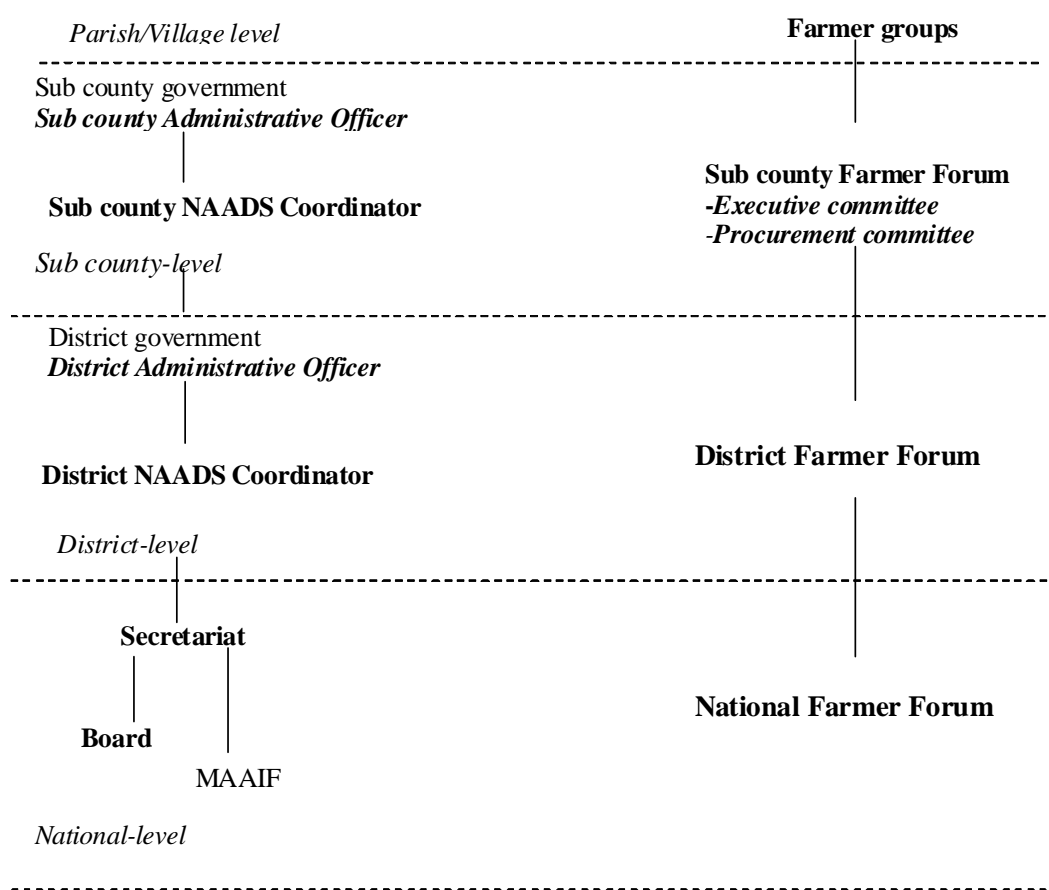 Parish/Village level
Farmer groups
Sub county government
Sub county Administrative Officer
Sub county NAADS Coordinator
Sub county Farmer Forum
-Executive committee
-Procurement committee
Sub county-level
District government
District Administrative Officer
District NAADS Coordinator
District Farmer Forum
District-level
Secretariat
National Farmer Forum
Board
MAAIF
National-level